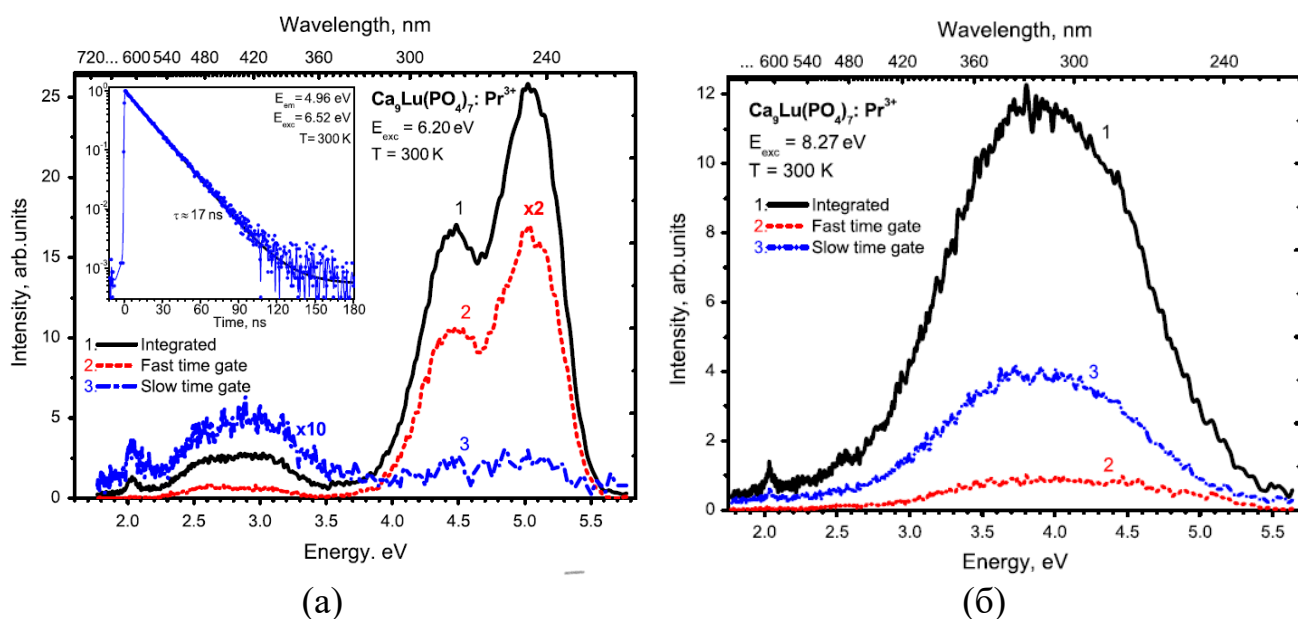 Wavelength, nm
720... 600 540 480 420 360 300 240
25
20
15
10
5
0
Intensity, arb.units
10⁰
10⁻¹
10⁻²
10⁻³
E_em = 4.96 eV
E_exc = 6.52 eV
T= 300 K
τ ≈ 17 ns
0 30 60 90 120 150 180
Time, ns
Ca₉Lu(PO₄)₇: Pr³⁺
E_exc = 6.20 eV
T = 300 K
1 Integrated
2 Fast time gate
3 Slow time gate
1
x2
2
3
x10
2.0 2.5 3.0 3.5 4.0 4.5 5.0 5.5
Energy. eV
(а)
Wavelength, nm
... 600 540 480 420 360 300 240
12
10
8
6
4
2
0
Intensity, arb.units
Ca₉Lu(PO₄)₇: Pr³⁺
E_exc = 8.27 eV
T = 300 K
1. Integrated
2 Fast time gate
3. Slow time gate
1
3
2
2.0 2.5 3.0 3.5 4.0 4.5 5.0 5.5
Energy, eV
(б)